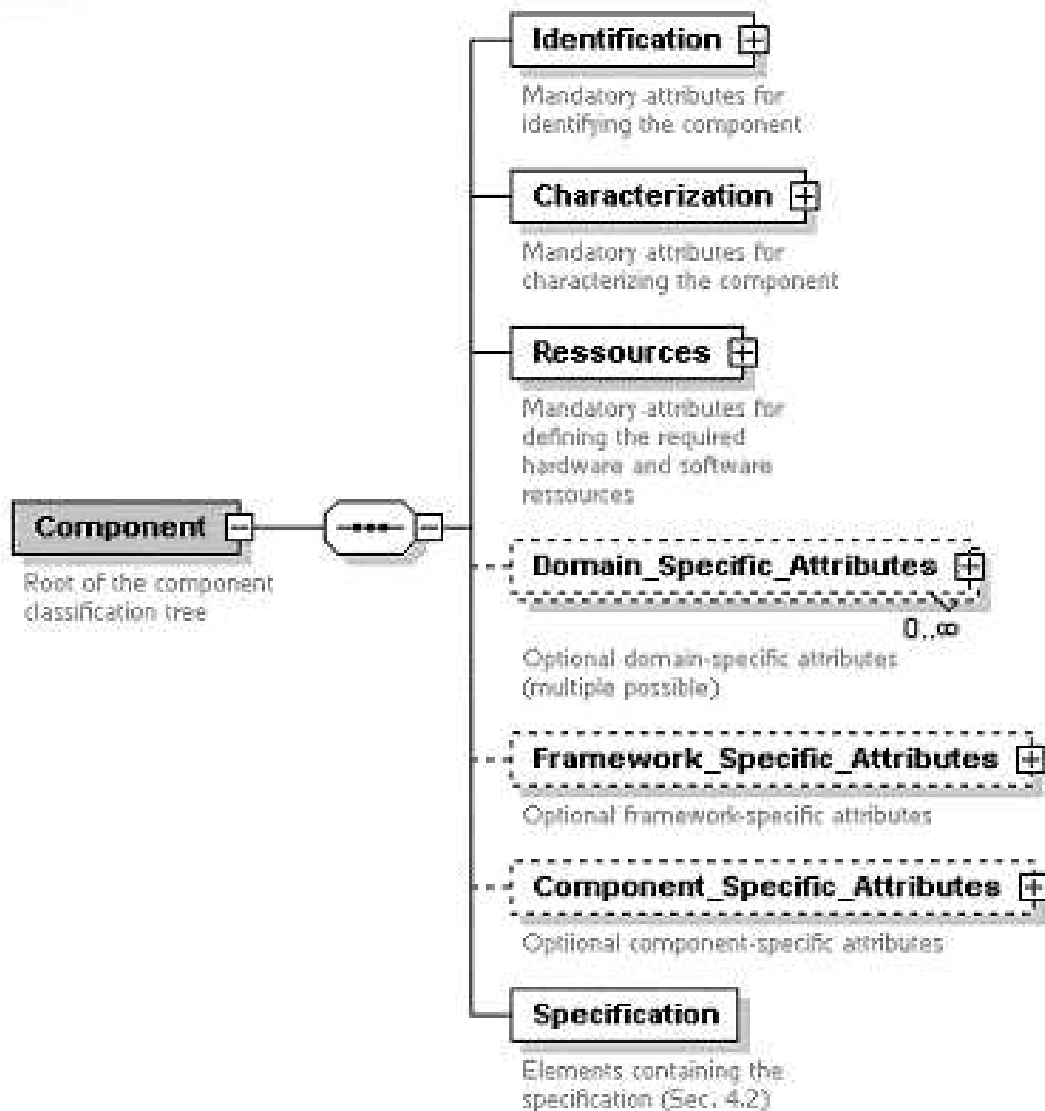 Identification
Mandatory attributes for
identifying the component
Characterization
Mandatory attributes for
characterizing the component
Ressources
Mandatory attributes for
defining the required
hardware and software
ressources
Component
Root of the component
classification tree
Domain_Specific_Attributes
0..∞
Optional domain-specific attributes
(multiple possible)
Framework_Specific_Attributes
Optional framework-specific attributes
Component_Specific_Attributes
Optiional component-specific attributes
Specification
Elements containing the
specification (Sec. 4.2)